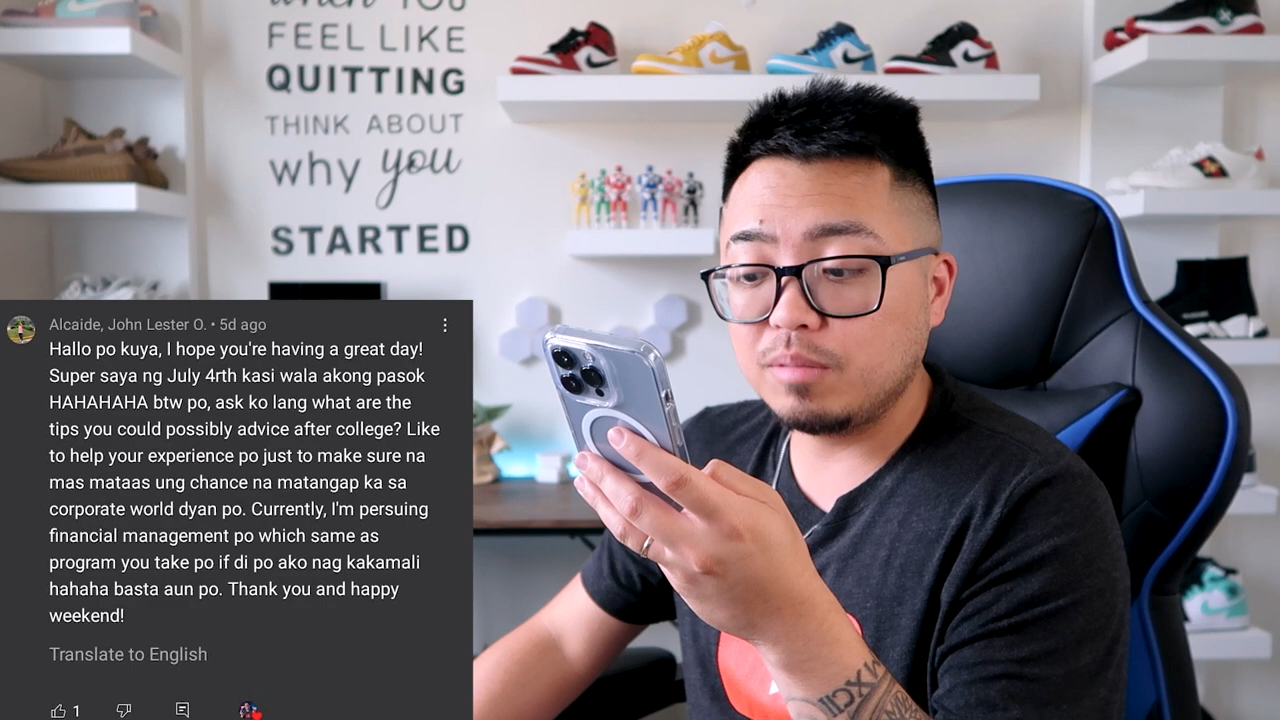 when YOU
FEEL LIKE
QUITTING
THINK ABOUT
why you
STARTED
Alcaide, John Lester O. • 5d ago
Hallo po kuya, I hope you're having a great day!
Super saya ng July 4rth kasi wala akong pasok
HAHAHAHA btw po, ask ko lang what are the
tips you could possibly advice after college? Like
to help your experience po just to make sure na
mas mataas ung chance na matangap ka sa
corporate world dyan po. Currently, I'm persuing
financial management po which same as
program you take po if di po ako nag kakamali
hahaha basta aun po. Thank you and happy
weekend!
Translate to English
1